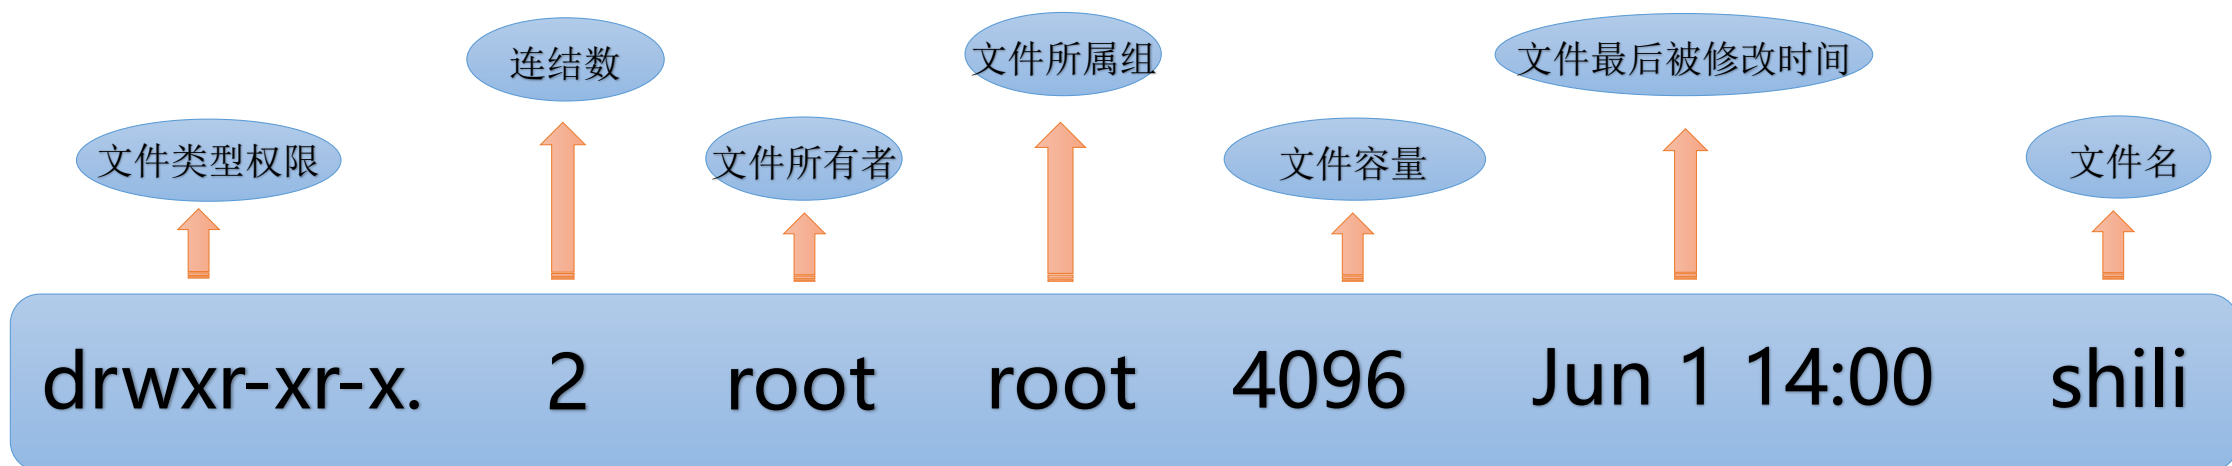 连结数
文件所属组
文件最后被修改时间
文件类型权限
文件所有者
文件容量
文件名
drwxr-xr-x. 2 root root 4096 Jun 1 14:00 shili